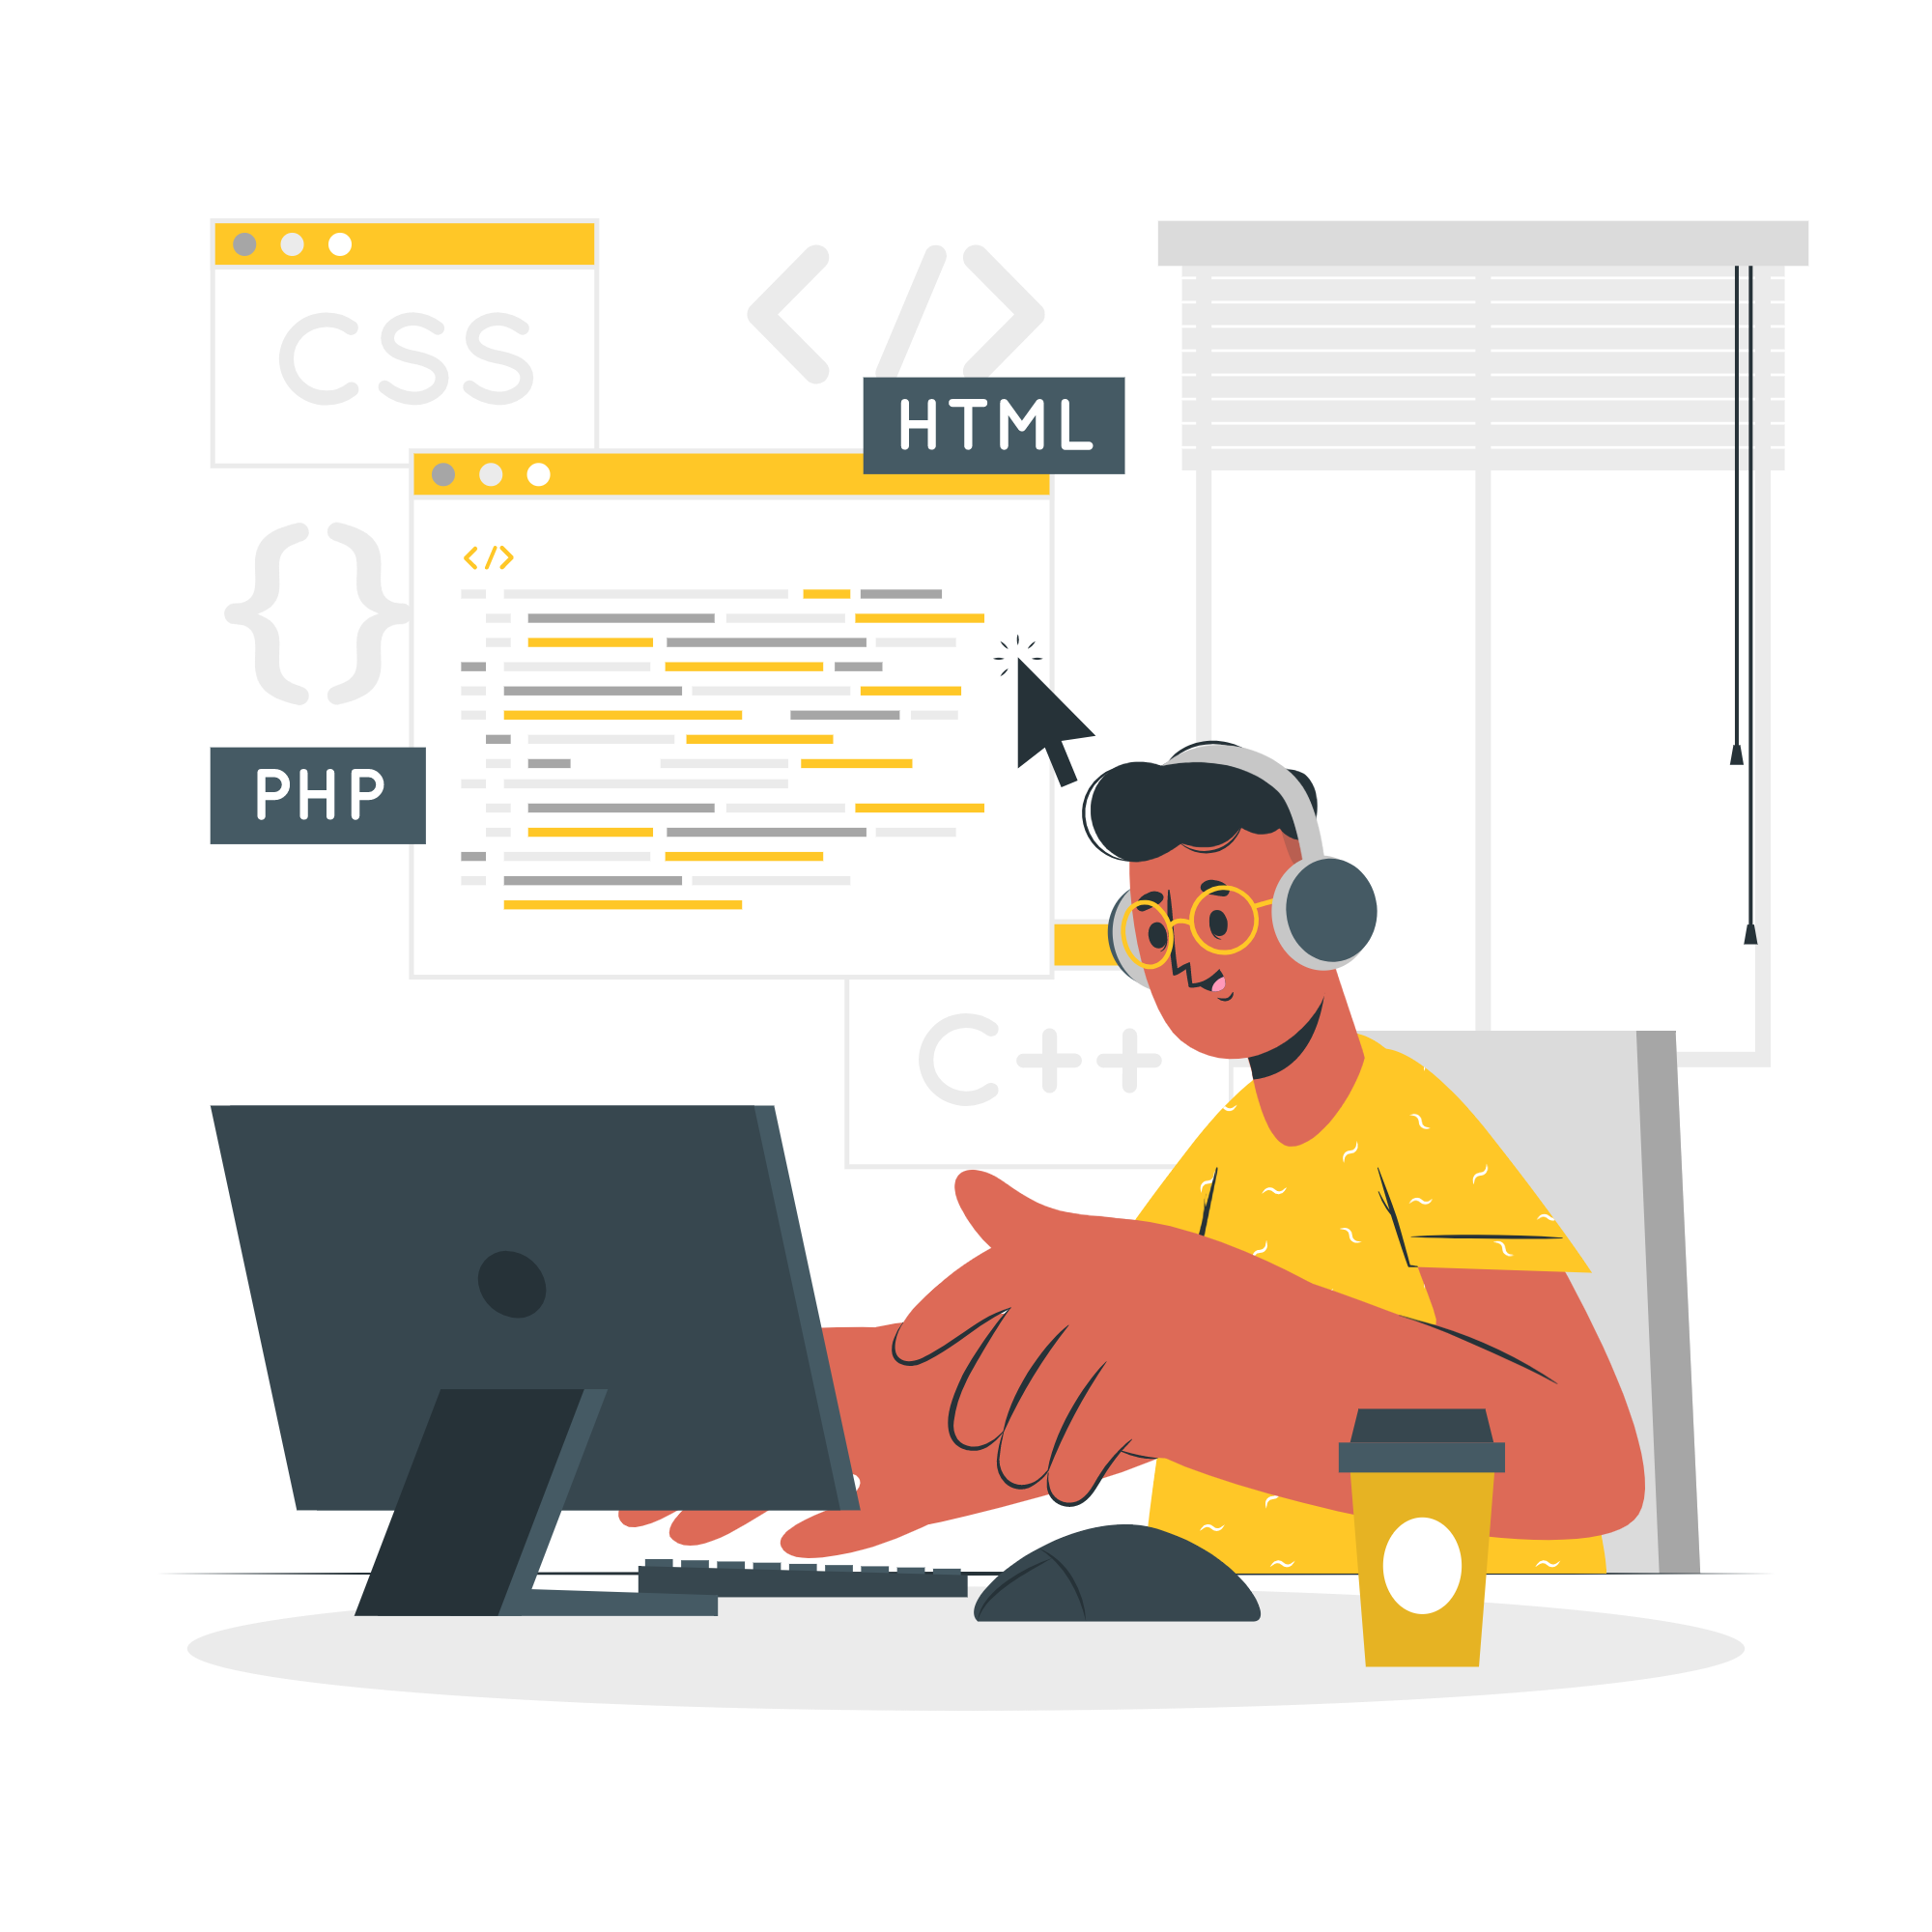 CSS
</>
HTML
{}
</>
PHP
C++